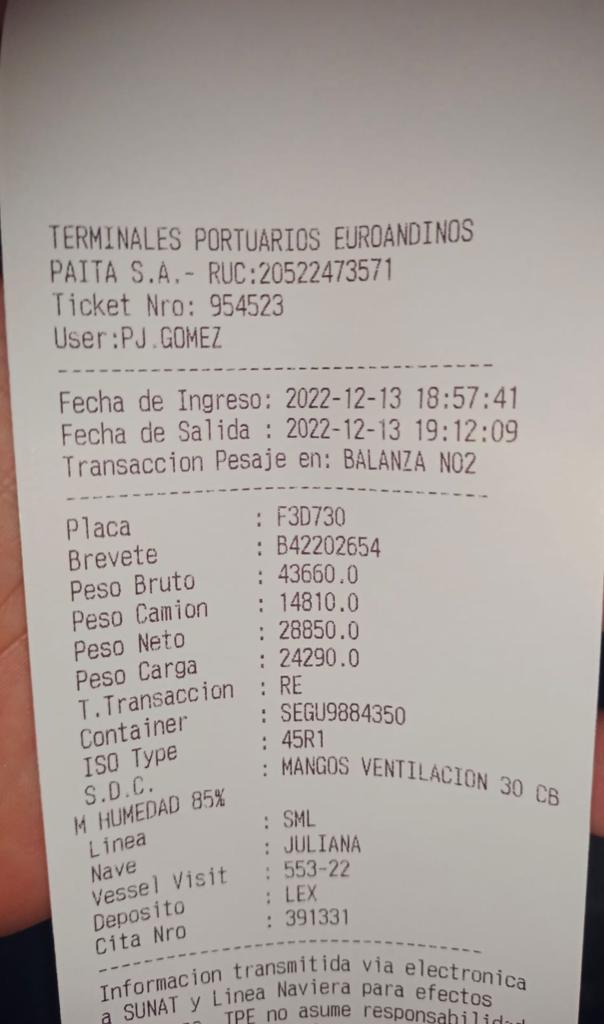 TERMINALES PORTUARIOS EUROANDINOS
PAITA S.A.- RUC:20522473571
Ticket Nro: 954523
User:PJ.GOMEZ
Fecha de Ingreso: 2022-12-13 18:57:41
Fecha de Salida : 2022-12-13 19:12:09
Transaccion Pesaje en: BALANZA NO2
Placa : F3D730
Brevete : B42202654
Peso Bruto : 43660.0
Peso Camion : 14810.0
Peso Neto : 28850.0
Peso Carga : 24290.0
T.Transaccion : RE
Container : SEGU9884350
ISO Type : 45R1
S.D.C. : MANGOS VENTILACION 30 CB
M HUMEDAD 85%
Linea : SML
Nave : JULIANA
Vessel Visit : 553-22
Deposito : LEX
Cita Nro : 391331
Informacion transmitida via electronica
a SUNAT y Linea Naviera para efectos
TPE no asume responsabilidad